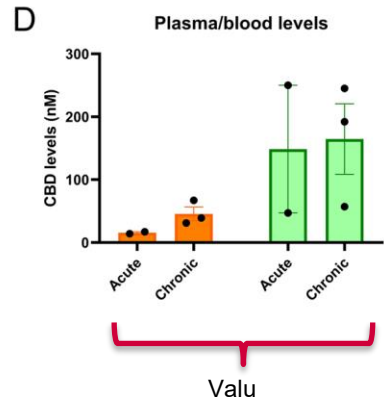 D
Plasma/blood levels
CBD levels (nM)
300
200
100
0
Acute
Chronic
Acute
Chronic
Valu